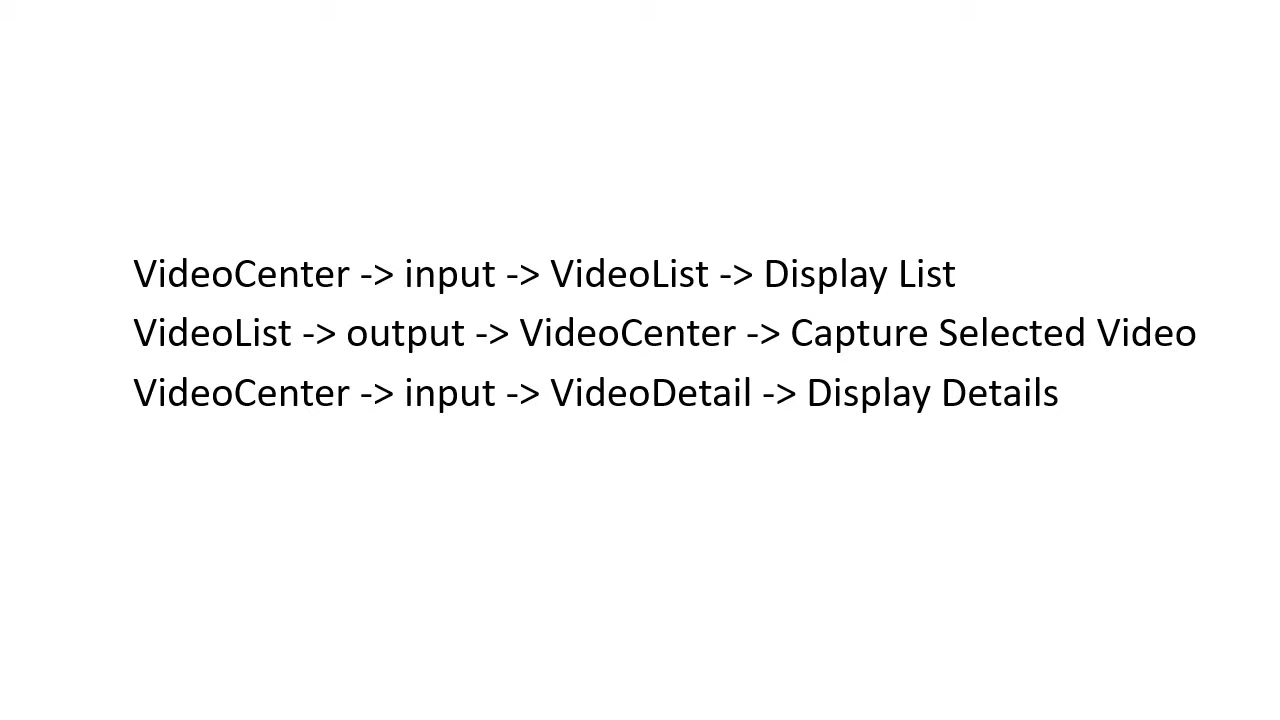 VideoCenter -> input -> VideoList -> Display List
VideoList -> output -> VideoCenter -> Capture Selected Video
VideoCenter -> input -> VideoDetail -> Display Details